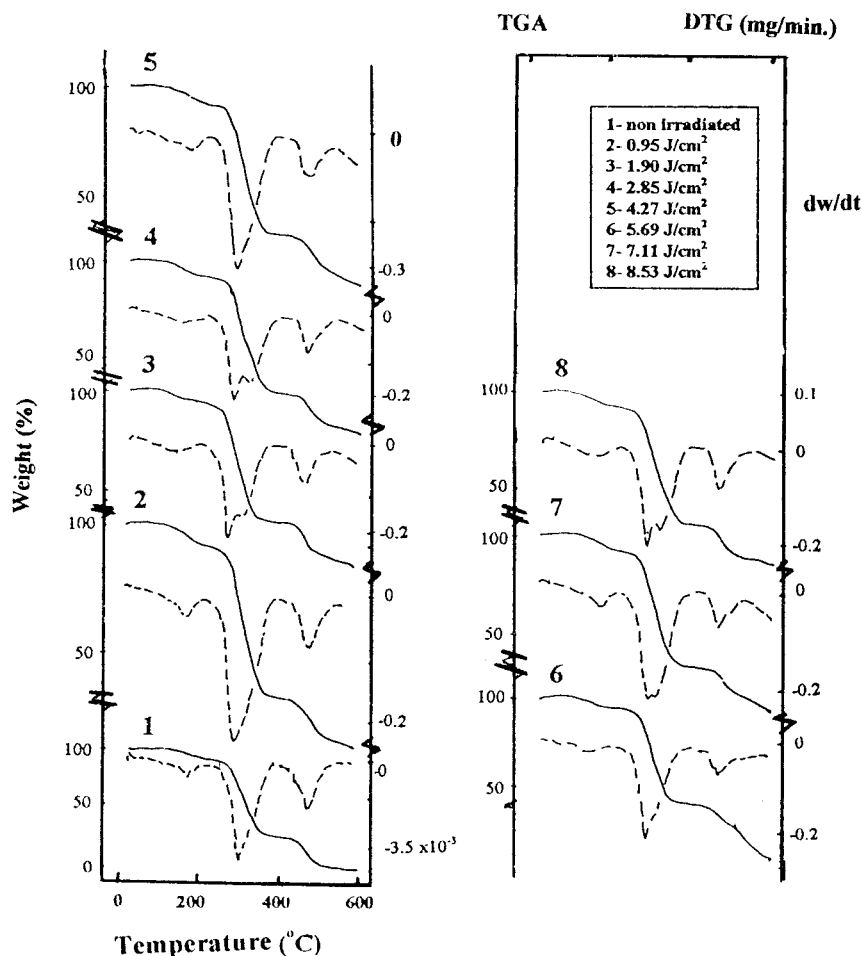 TGA DTG (mg/min.)
5
100
0
1- non irradiated
2- 0.95 J/cm²
3- 1.90 J/cm²
4- 2.85 J/cm²
5- 4.27 J/cm²
6- 5.69 J/cm²
7- 7.11 J/cm²
8- 8.53 J/cm²
dw/dt
50
4
100
-0.3
0
50
3
100
-0.2
0
50
2
100
-0.2
0
50
1
100
-0.2
0
50
-3.5 x10⁻³
0
0 200 400 600
Weight (%)
Temperature (°C)
8
100
0.1
0
50
7
100
-0.2
0
50
6
100
-0.2
0
50
-0.2